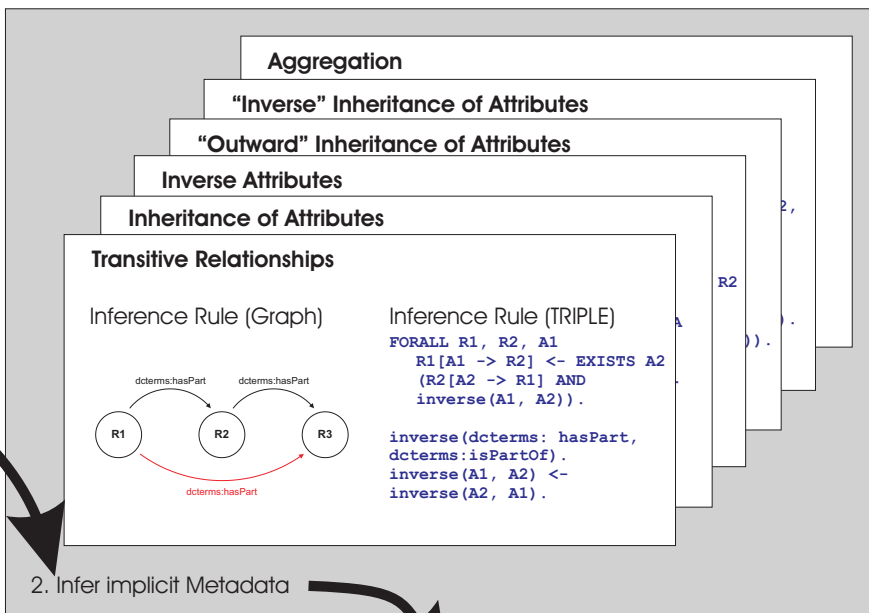 Aggregation
“Inverse” Inheritance of Attributes
“Outward” Inheritance of Attributes
Inverse Attributes
Inheritance of Attributes
Transitive Relationships
Inference Rule (Graph)
dcterms:hasPart
dcterms:hasPart
R1
R2
R3
dcterms:hasPart
Inference Rule (TRIPLE)
FORALL R1, R2, A1
R1[A1 -> R2] <- EXISTS A2
(R2[A2 -> R1] AND
inverse(A1, A2)).
inverse(dcterms: hasPart,
dcterms:isPartOf).
inverse(A1, A2) <-
inverse(A2, A1).
R2
)).
2,
2. Infer implicit Metadata